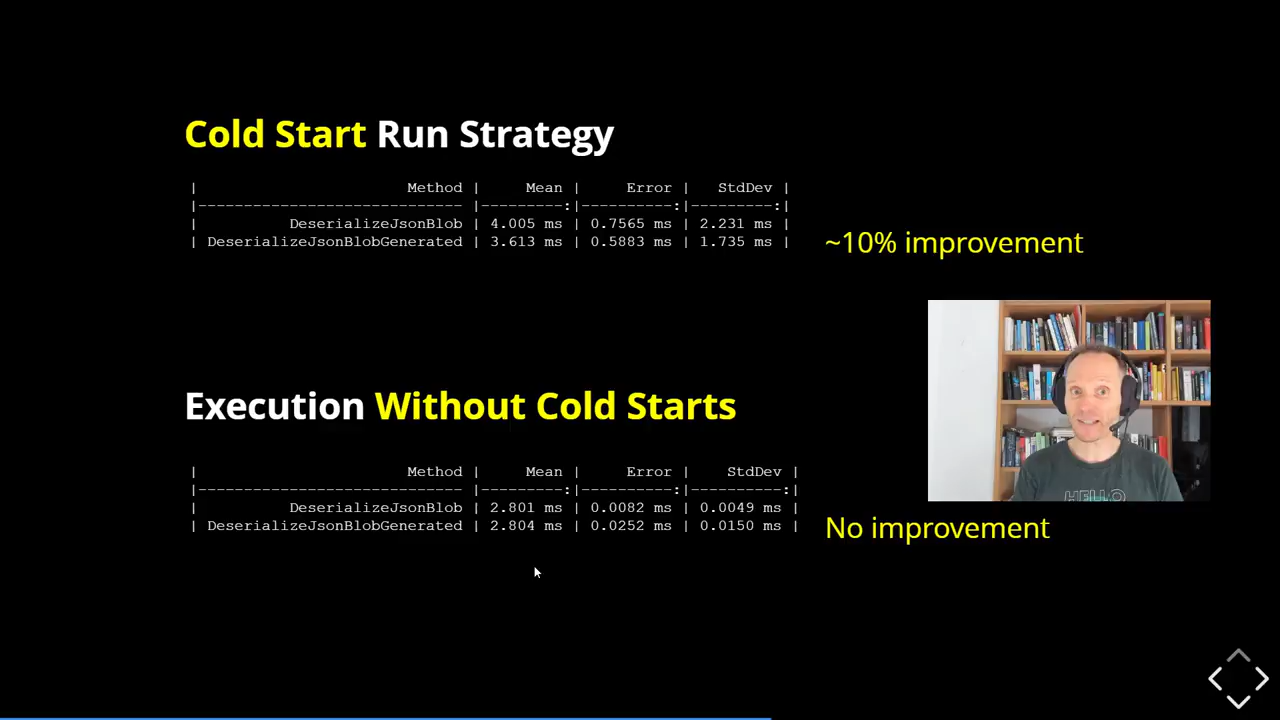 Cold Start Run Strategy
| Method | Mean | Error | StdDev |
|----------------------------- |---------:|----------:|---------:|
| DeserializeJsonBlob | 4.005 ms | 0.7565 ms | 2.231 ms |
| DeserializeJsonBlobGenerated | 3.613 ms | 0.5883 ms | 1.735 ms |
~10% improvement
Execution Without Cold Starts
| Method | Mean | Error | StdDev |
|----------------------------- |---------:|----------:|----------:|
| DeserializeJsonBlob | 2.801 ms | 0.0082 ms | 0.0049 ms |
| DeserializeJsonBlobGenerated | 2.804 ms | 0.0252 ms | 0.0150 ms |
No improvement
HELLO